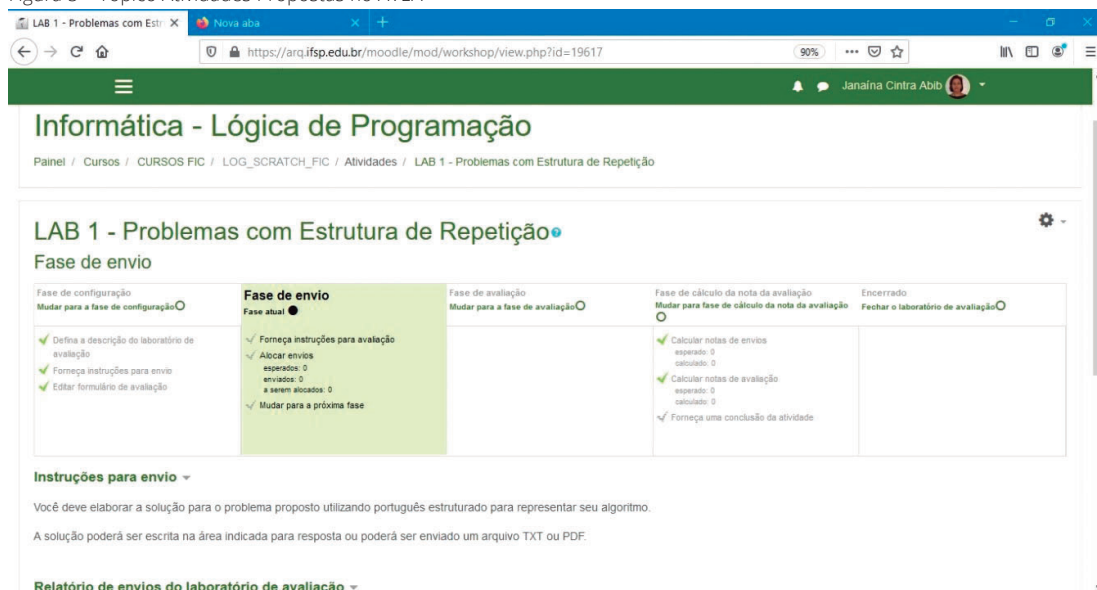 LAB 1 - Problemas com Estr
Nova aba
https://arq.ifsp.edu.br/moodle/mod/workshop/view.php?id=19617
90%
Janaína Cintra Abib
Informática - Lógica de Programação
Painel / Cursos / CURSOS FIC / LOG_SCRATCH_FIC / Atividades / LAB 1 - Problemas com Estrutura de Repetição
LAB 1 - Problemas com Estrutura de Repetição
Fase de envio
Fase de configuração
Mudar para a fase de configuração
Defina a descrição do laboratório de
avaliação
Forneça instruções para envio
Editar formulário de avaliação
Fase de envio
Fase atual
Forneça instruções para avaliação
Alocar envios
esperados: 0
enviados: 0
a serem alocados: 0
Mudar para a próxima fase
Fase de avaliação
Mudar para a fase de avaliação
Fase de cálculo da nota da avaliação
Mudar para fase de cálculo da nota da avaliação
Calcular notas de envios
esperado: 0
calculado: 0
Calcular notas de avaliação
esperado: 0
calculado: 0
Forneça uma conclusão da atividade
Encerrado
Fechar o laboratório de avaliação
Instruções para envio
Você deve elaborar a solução para o problema proposto utilizando português estruturado para representar seu algoritmo.
A solução poderá ser escrita na área indicada para resposta ou poderá ser enviado um arquivo TXT ou PDF.
Relatório de envios do laboratório de avaliação